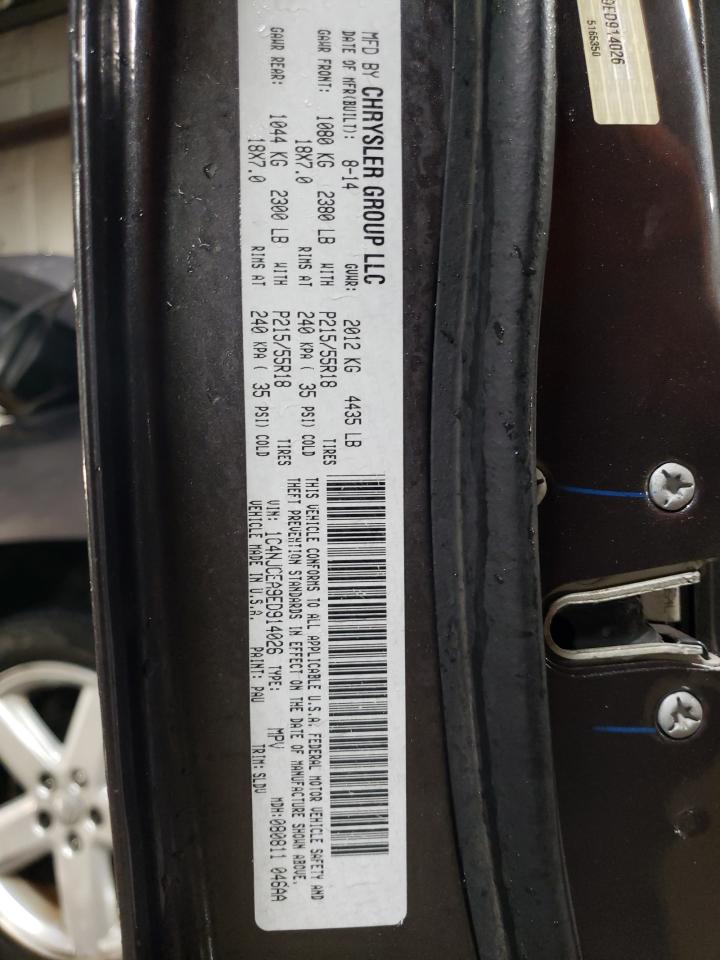 MFD BY CHRYSLER GROUP LLC
DATE OF MFR(BUILT): 8-14 GVWR: 2012 KG 4435 LB
GAWR FRONT: 1080 KG 2380 LB WITH P215/55R18 TIRES
18X7.0 RIMS AT 240 KPA ( 35 PSI) COLD
GAWR REAR: 1044 KG 2300 LB WITH P215/55R18 TIRES
18X7.0 RIMS AT 240 KPA ( 35 PSI) COLD
THIS VEHICLE CONFORMS TO ALL APPLICABLE U.S.A. FEDERAL MOTOR VEHICLE SAFETY AND
THEFT PREVENTION STANDARDS IN EFFECT ON THE DATE OF MANUFACTURE SHOWN ABOVE.
VIN: 1C4NJCEA9ED914026 TYPE: MPV MDH:080811 046AA
VEHICLE MADE IN U.S.A. PAINT: PAU TRIM: SLDV
9ED914026
5165350